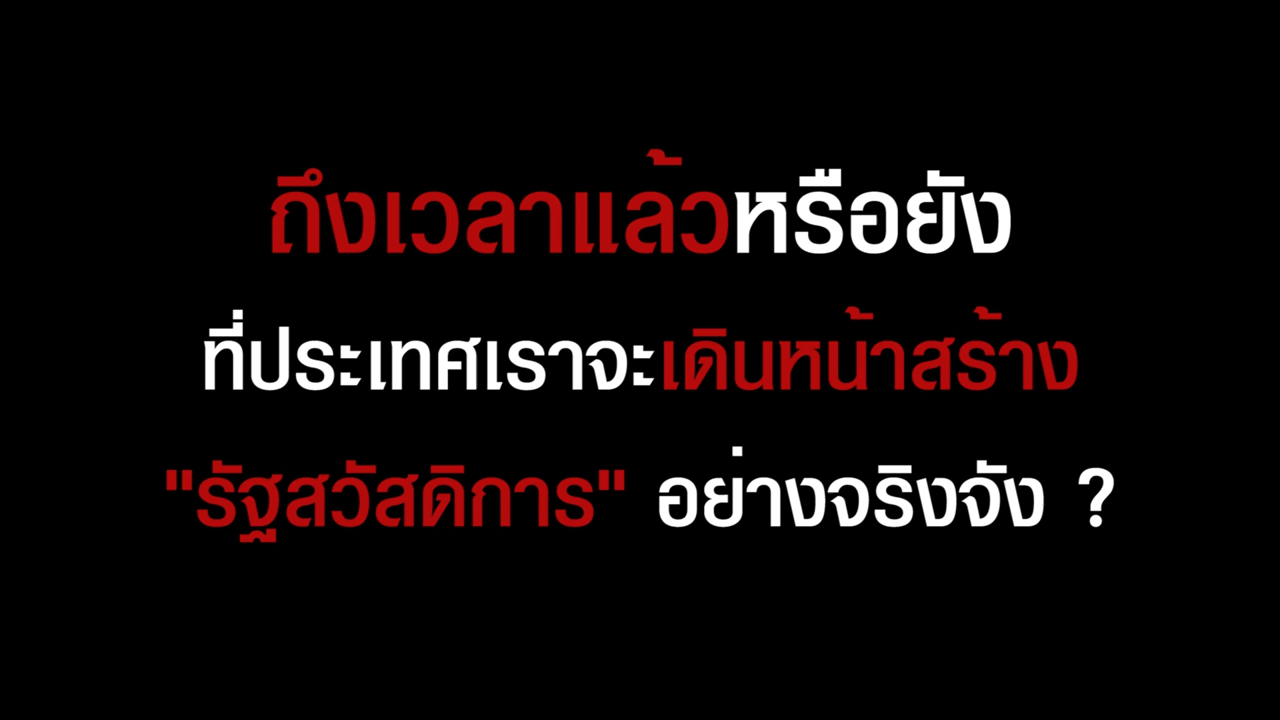 ถึงเวลาแล้วหรือยัง
ที่ประเทศเราจะเดินหน้าสร้าง
"รัฐสวัสดิการ" อย่างจริงจัง ?